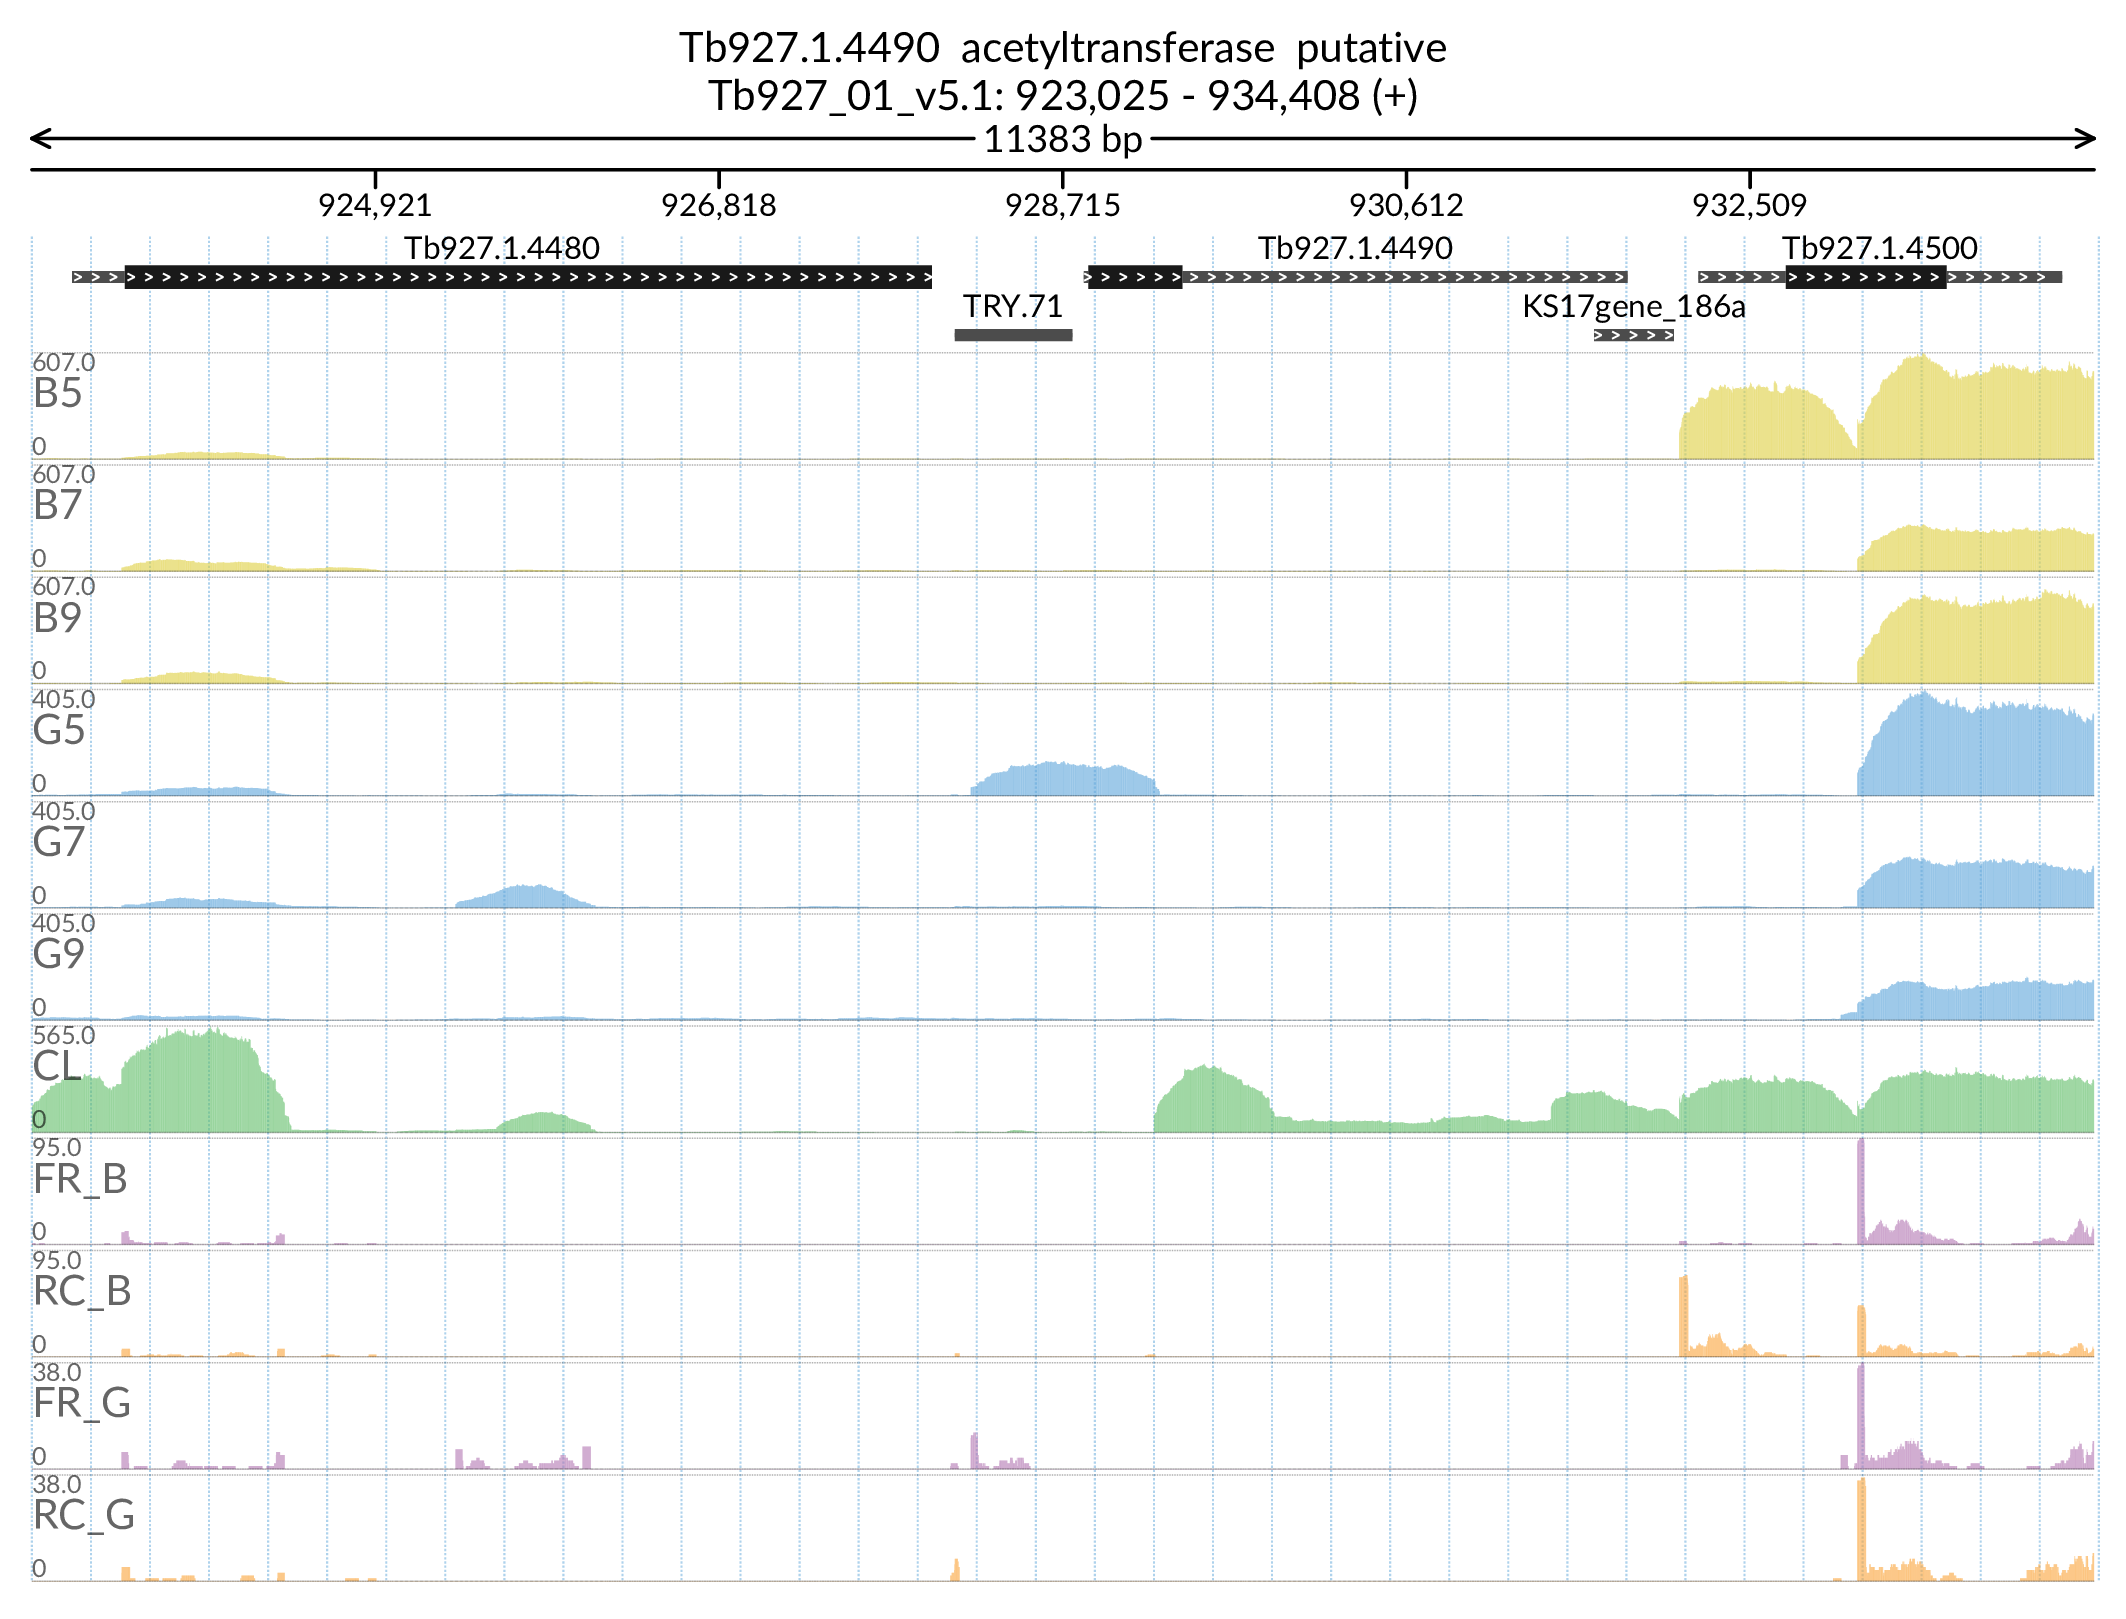 Tb927.1.4490 acetyltransferase putative
Tb927_01_v5.1: 923,025 - 934,408 (+)
11383 bp
924,921 926,818 928,715 930,612 932,509
Tb927.1.4480 Tb927.1.4490 Tb927.1.4500
TRY.71 KS17gene_186a
607.0
B5
0
607.0
B7
0
607.0
B9
0
405.0
G5
0
405.0
G7
0
405.0
G9
0
565.0
CL
0
95.0
FR_B
0
95.0
RC_B
0
38.0
FR_G
0
38.0
RC_G
0